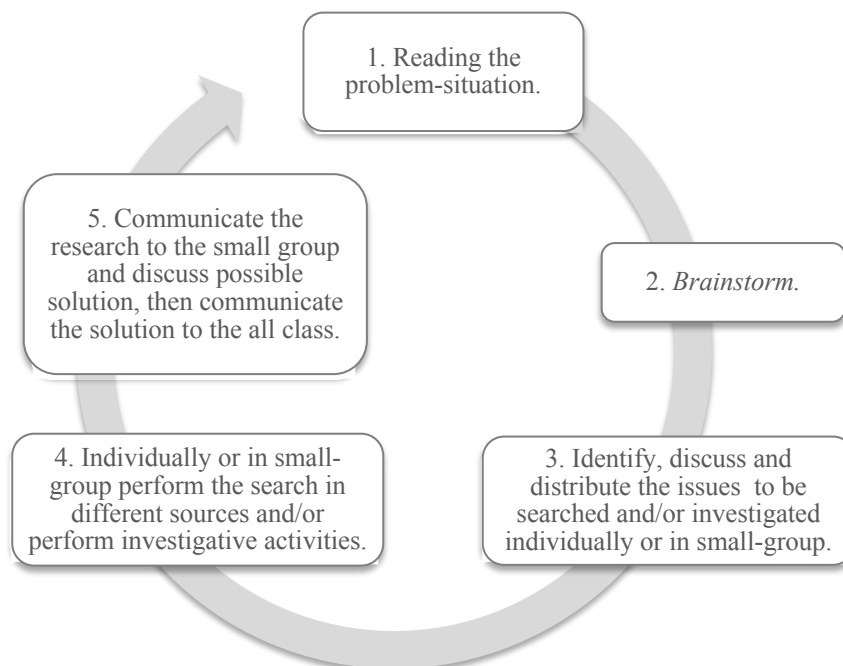 1. Reading the
problem-situation.
2. Brainstorm.
3. Identify, discuss and
distribute the issues to be
searched and/or investigated
individually or in small-group.
4. Individually or in small-
group perform the search in
different sources and/or
perform investigative activities.
5. Communicate the
research to the small group
and discuss possible
solution, then communicate
the solution to the all class.